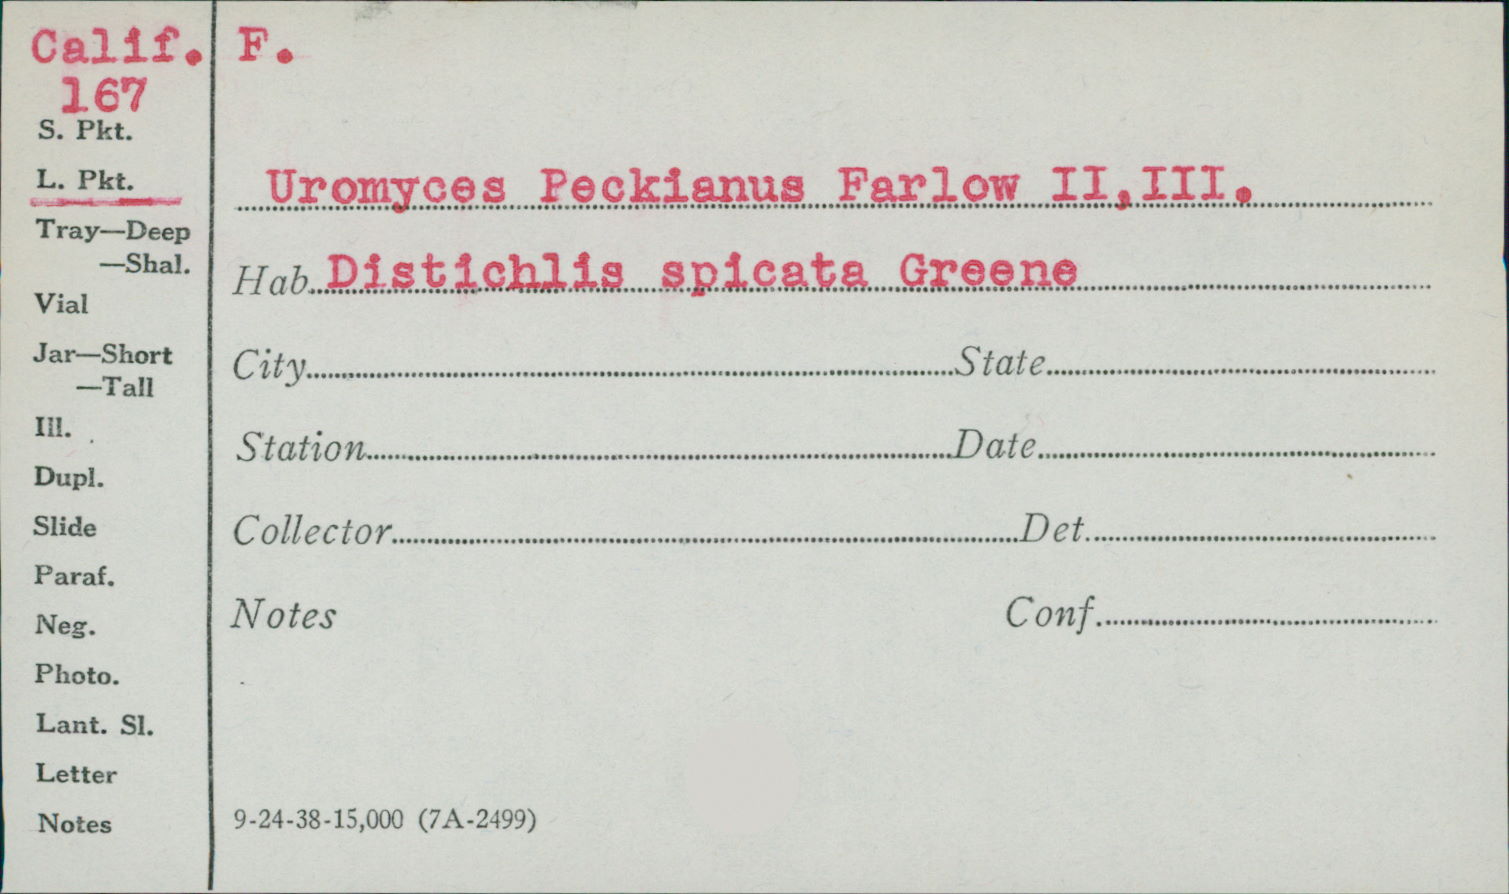 Calif. F.
167
S. Pkt.
L. Pkt.
Tray—Deep
—Shal.
Vial
Jar—Short
—Tall
Ill.
Dupl.
Slide
Paraf.
Neg.
Photo.
Lant. Sl.
Letter
Notes
Uromyces Peckianus Farlow II,III.
Hab. Distichlis spicata Greene
City State
Station Date
Collector Det.
Notes Conf.
9-24-38-15,000 (7A-2499)